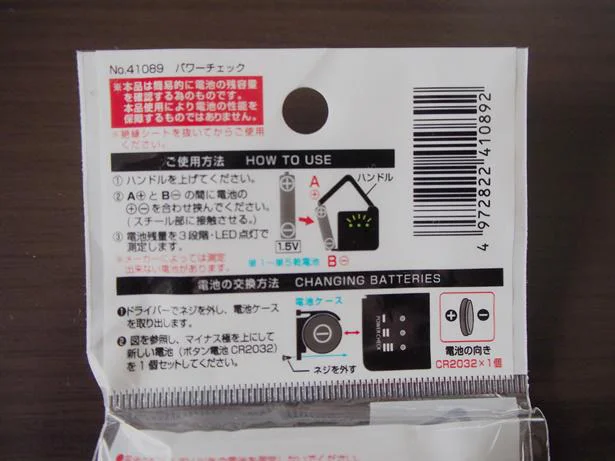 No.41089 パワーチェック
※本品は簡易的に電池の残容量
を確認する為のものです。
本品使用により電池の性能を
保障するものではありません。
※絶縁シートを抜いてからご使用
ください。
ご使用方法 HOW TO USE
① ハンドルを上げてください。
② A⊕とB⊖の間に電池の
⊕⊖を合わせ挟んでください。
(スチール部に接触させる。)
③ 電池残量を3段階・LED点灯で
測定します。
※メーカーによっては測定
出来ない電池があります。
1.5V
A
⊕
ハンドル
単1〜単5乾電池
B⊖
4 972822 410892
電池の交換方法 CHANGING BATTERIES
❶ドライバーでネジを外し、電池ケース
を取り出します。
❷ 図を参照し、マイナス極を上にして
新しい電池(ボタン電池CR2032)
を1個セットしてください。
電池ケース
ネジを外す
POWER CHECK
⊕ ⊖
電池の向き
CR2032×1個